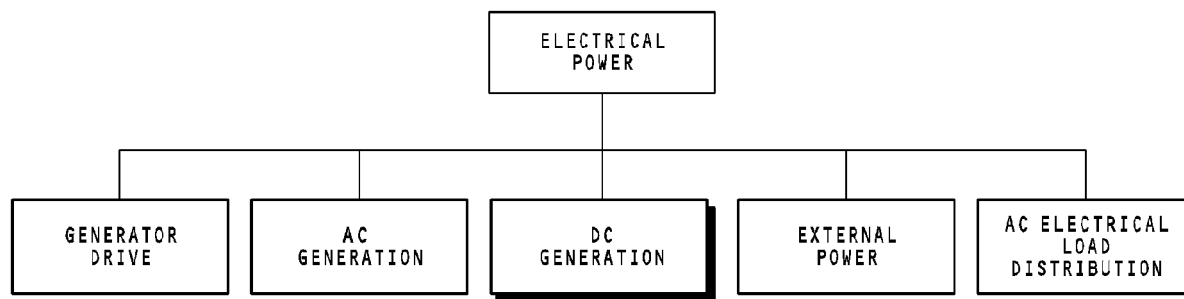 ELECTRICAL
POWER
GENERATOR
DRIVE
AC
GENERATION
DC
GENERATION
EXTERNAL
POWER
AC ELECTRICAL
LOAD
DISTRIBUTION